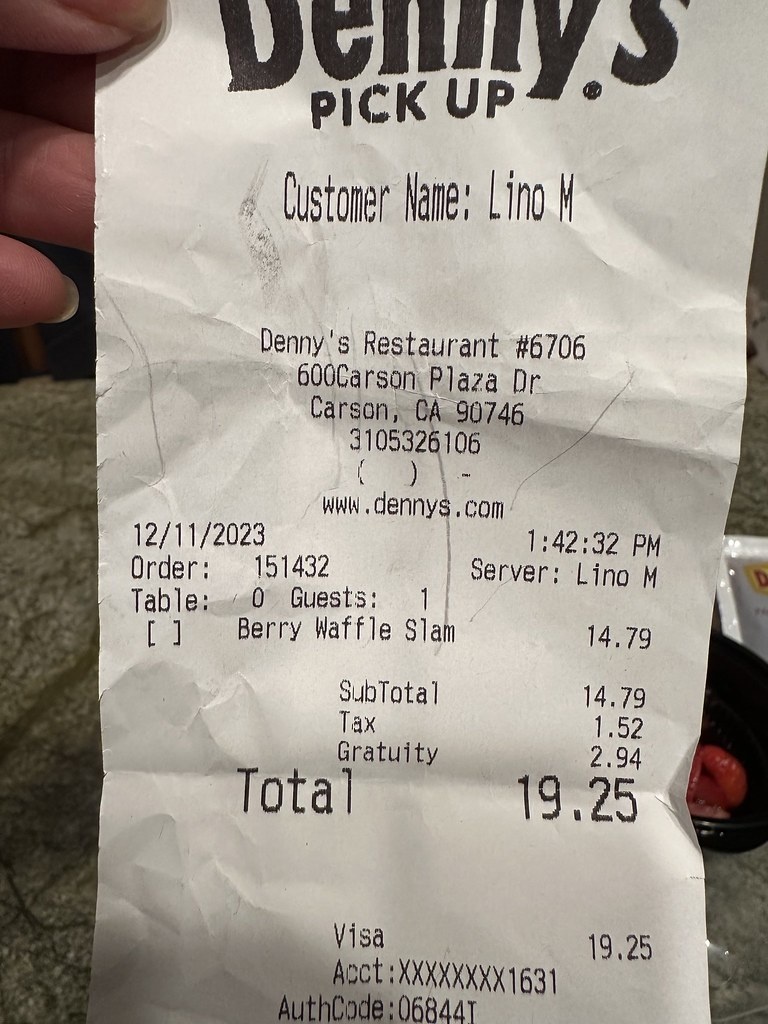 Denny's®
PICK UP
Customer Name: Lino M
Denny's Restaurant #6706
600Carson Plaza Dr
Carson, CA 90746
3105326106
( ) -
www.dennys.com
12/11/2023 1:42:32 PM
Order: 151432 Server: Lino M
Table: 0 Guests: 1
[ ] Berry Waffle Slam 14.79
SubTotal 14.79
Tax 1.52
Gratuity 2.94
Total 19.25
Visa 19.25
Acct:XXXXXXXX1631
AuthCode:06844I